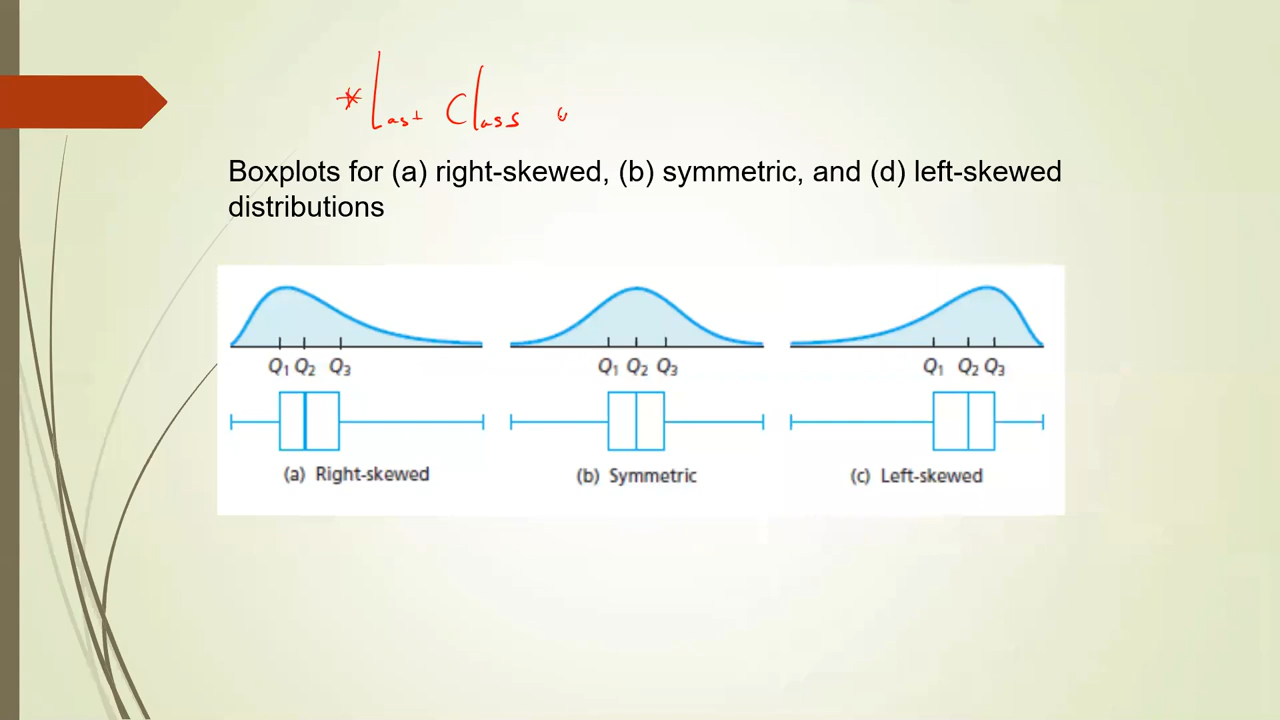 *Last Class
Boxplots for (a) right-skewed, (b) symmetric, and (d) left-skewed
distributions
Q₁ Q₂ Q₃ Q₁ Q₂ Q₃ Q₁ Q₂ Q₃
(a) Right-skewed (b) Symmetric (c) Left-skewed